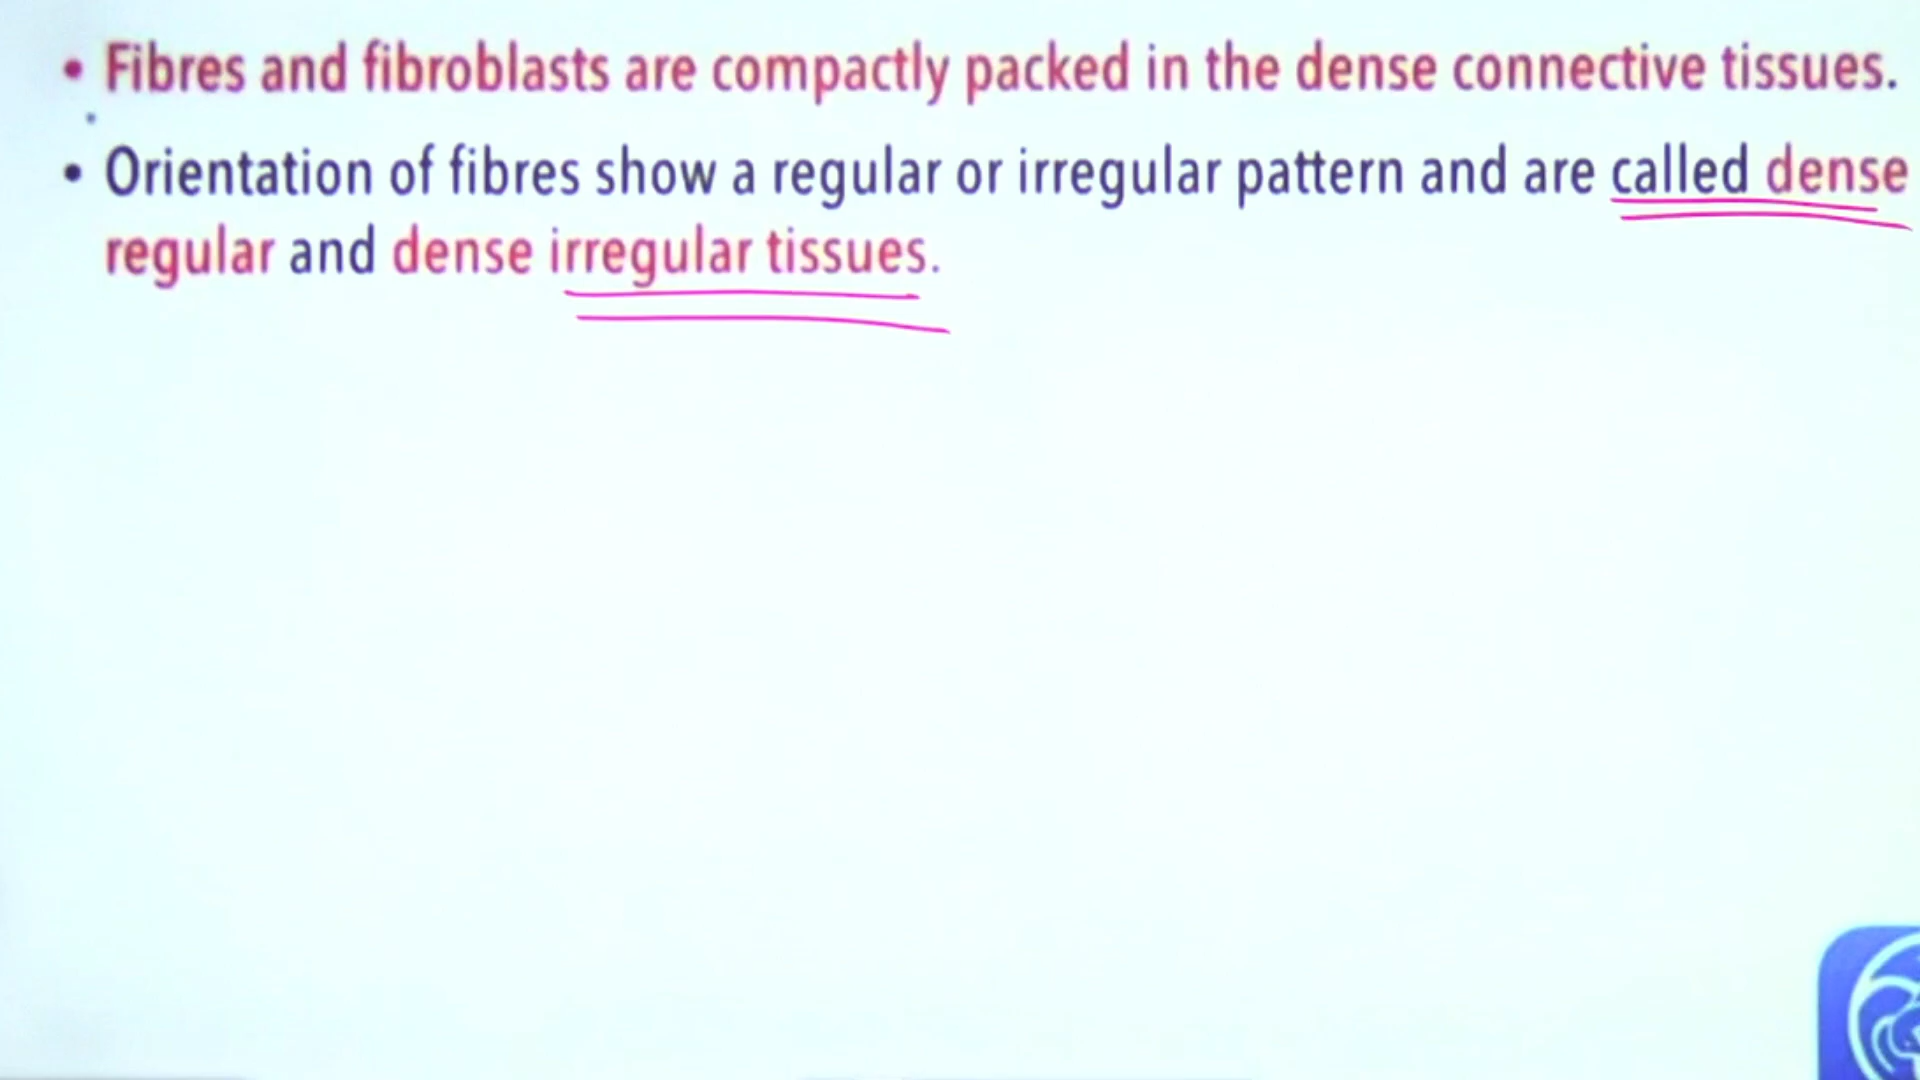 • Fibres and fibroblasts are compactly packed in the dense connective tissues.
• Orientation of fibres show a regular or irregular pattern and are called dense
regular and dense irregular tissues.